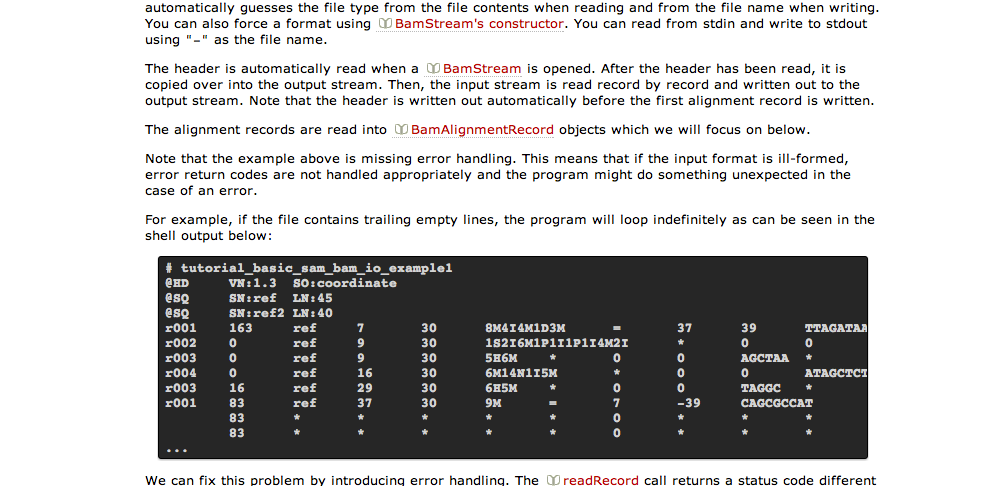 automatically guesses the file type from the file contents when reading and from the file name when writing.
You can also force a format using BamStream's constructor. You can read from stdin and write to stdout
using "-" as the file name.
The header is automatically read when a BamStream is opened. After the header has been read, it is
copied over into the output stream. Then, the input stream is read record by record and written out to the
output stream. Note that the header is written out automatically before the first alignment record is written.
The alignment records are read into BamAlignmentRecord objects which we will focus on below.
Note that the example above is missing error handling. This means that if the input format is ill-formed,
error return codes are not handled appropriately and the program might do something unexpected in the
case of an error.
For example, if the file contains trailing empty lines, the program will loop indefinitely as can be seen in the
shell output below:
# tutorial_basic_sam_bam_io_example1
@HD VN:1.3 SO:coordinate
@SQ SN:ref LN:45
@SQ SN:ref2 LN:40
r001 163 ref 7 30 8M4I4M1D3M = 37 39 TTAGATAA
r002 0 ref 9 30 1S2I6M1P1I1P1I4M2I * 0 0
r003 0 ref 9 30 5H6M * 0 0 AGCTAA *
r004 0 ref 16 30 6M14N1I5M * 0 0 ATAGCTCT
r003 16 ref 29 30 6H5M * 0 0 TAGGC *
r001 83 ref 37 30 9M = 7 -39 CAGCGCCAT
83 * * * * * 0 * * *
83 * * * * * 0 * * *
...
We can fix this problem by introducing error handling. The readRecord call returns a status code different